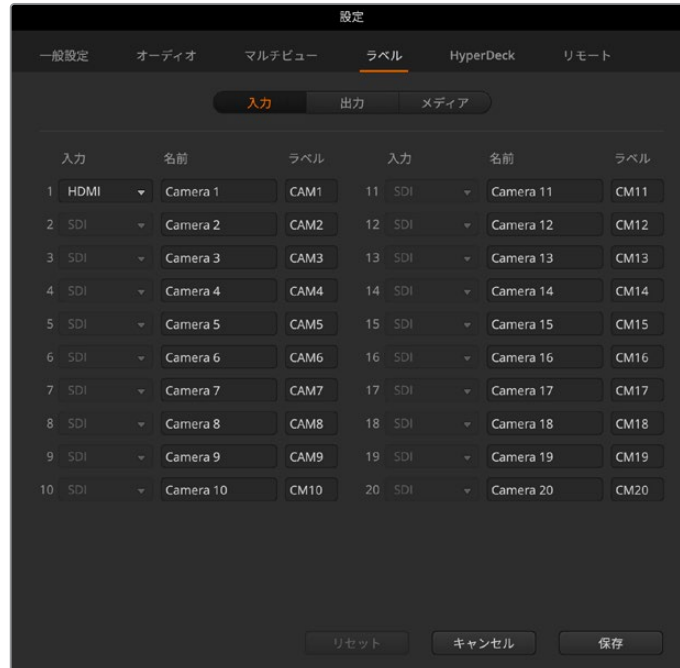 設定
一般設定 オーディオ マルチビュー ラベル HyperDeck リモート
入力 出力 メディア
入力 名前 ラベル 入力 名前 ラベル
1 HDMI Camera 1 CAM1 11 SDI Camera 11 CM11
2 SDI Camera 2 CAM2 12 SDI Camera 12 CM12
3 SDI Camera 3 CAM3 13 SDI Camera 13 CM13
4 SDI Camera 4 CAM4 14 SDI Camera 14 CM14
5 SDI Camera 5 CAM5 15 SDI Camera 15 CM15
6 SDI Camera 6 CAM6 16 SDI Camera 16 CM16
7 SDI Camera 7 CAM7 17 SDI Camera 17 CM17
8 SDI Camera 8 CAM8 18 SDI Camera 18 CM18
9 SDI Camera 9 CAM9 19 SDI Camera 19 CM19
10 SDI Camera 10 CM10 20 SDI Camera 20 CM20
リセット キャンセル 保存